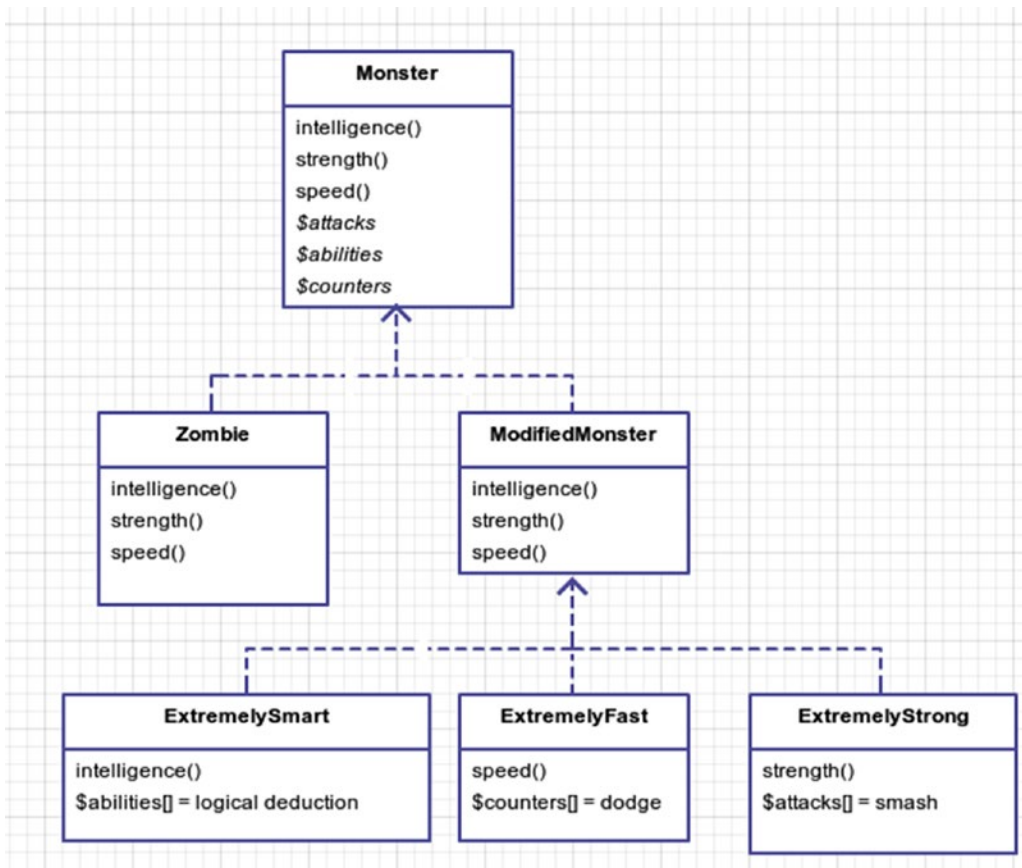 Monster
intelligence()
strength()
speed()
$attacks
$abilities
$counters
Zombie
intelligence()
strength()
speed()
ModifiedMonster
intelligence()
strength()
speed()
ExtremelySmart
intelligence()
$abilities[] = logical deduction
ExtremelyFast
speed()
$counters[] = dodge
ExtremelyStrong
strength()
$attacks[] = smash